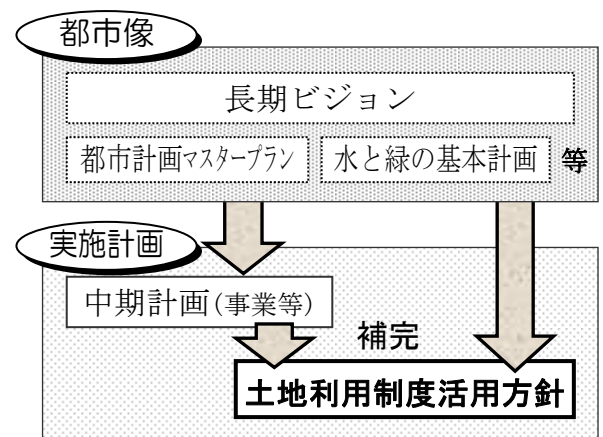 都市像
長期ビジョン
都市計画マスタープラン 水と緑の基本計画 等
実施計画
中期計画(事業等)
補完
土地利用制度活用方針